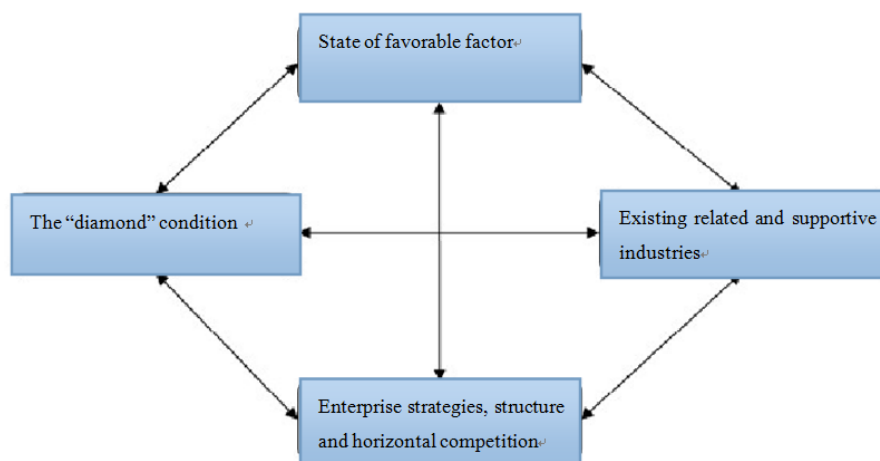 State of favorable factor
The “diamond” condition
Existing related and supportive
industries
Enterprise strategies, structure
and horizontal competition